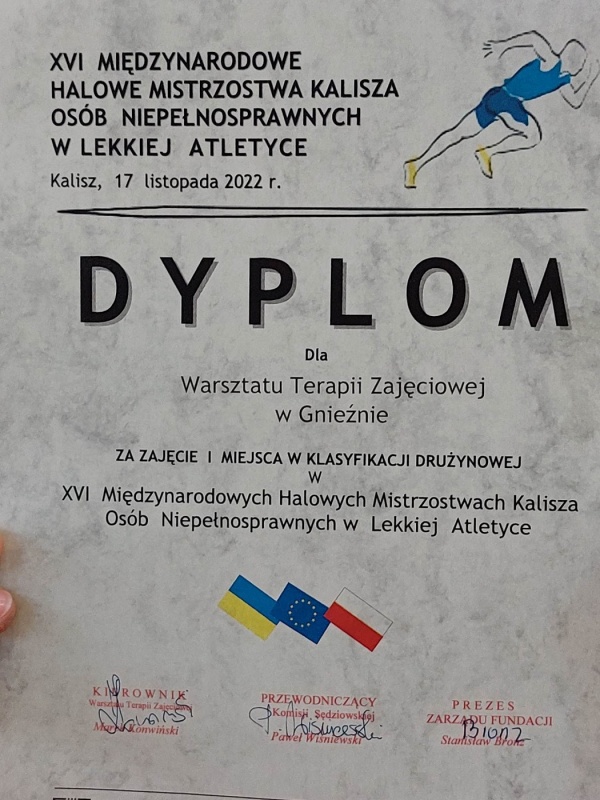 XVI MIĘDZYNARODOWE
HALOWE MISTRZOSTWA KALISZA
OSÓB NIEPEŁNOSPRAWNYCH
W LEKKIEJ ATLETYCE
Kalisz, 17 listopada 2022 r.
DYPLOM
Dla
Warsztatu Terapii Zajęciowej
w Gnieźnie
ZA ZAJĘCIE I MIEJSCA W KLASYFIKACJI DRUŻYNOWEJ
W
XVI Międzynarodowych Halowych Mistrzostwach Kalisza
Osób Niepełnosprawnych w Lekkiej Atletyce
KIEROWNIK
Warsztatu Terapii Zajęciowej
Konwiński
PRZEWODNICZĄCY
Komisji Sędziowskiej
Paweł Wiśniewski
PREZES
ZARZĄDU FUNDACJI
Stanisław Bronz